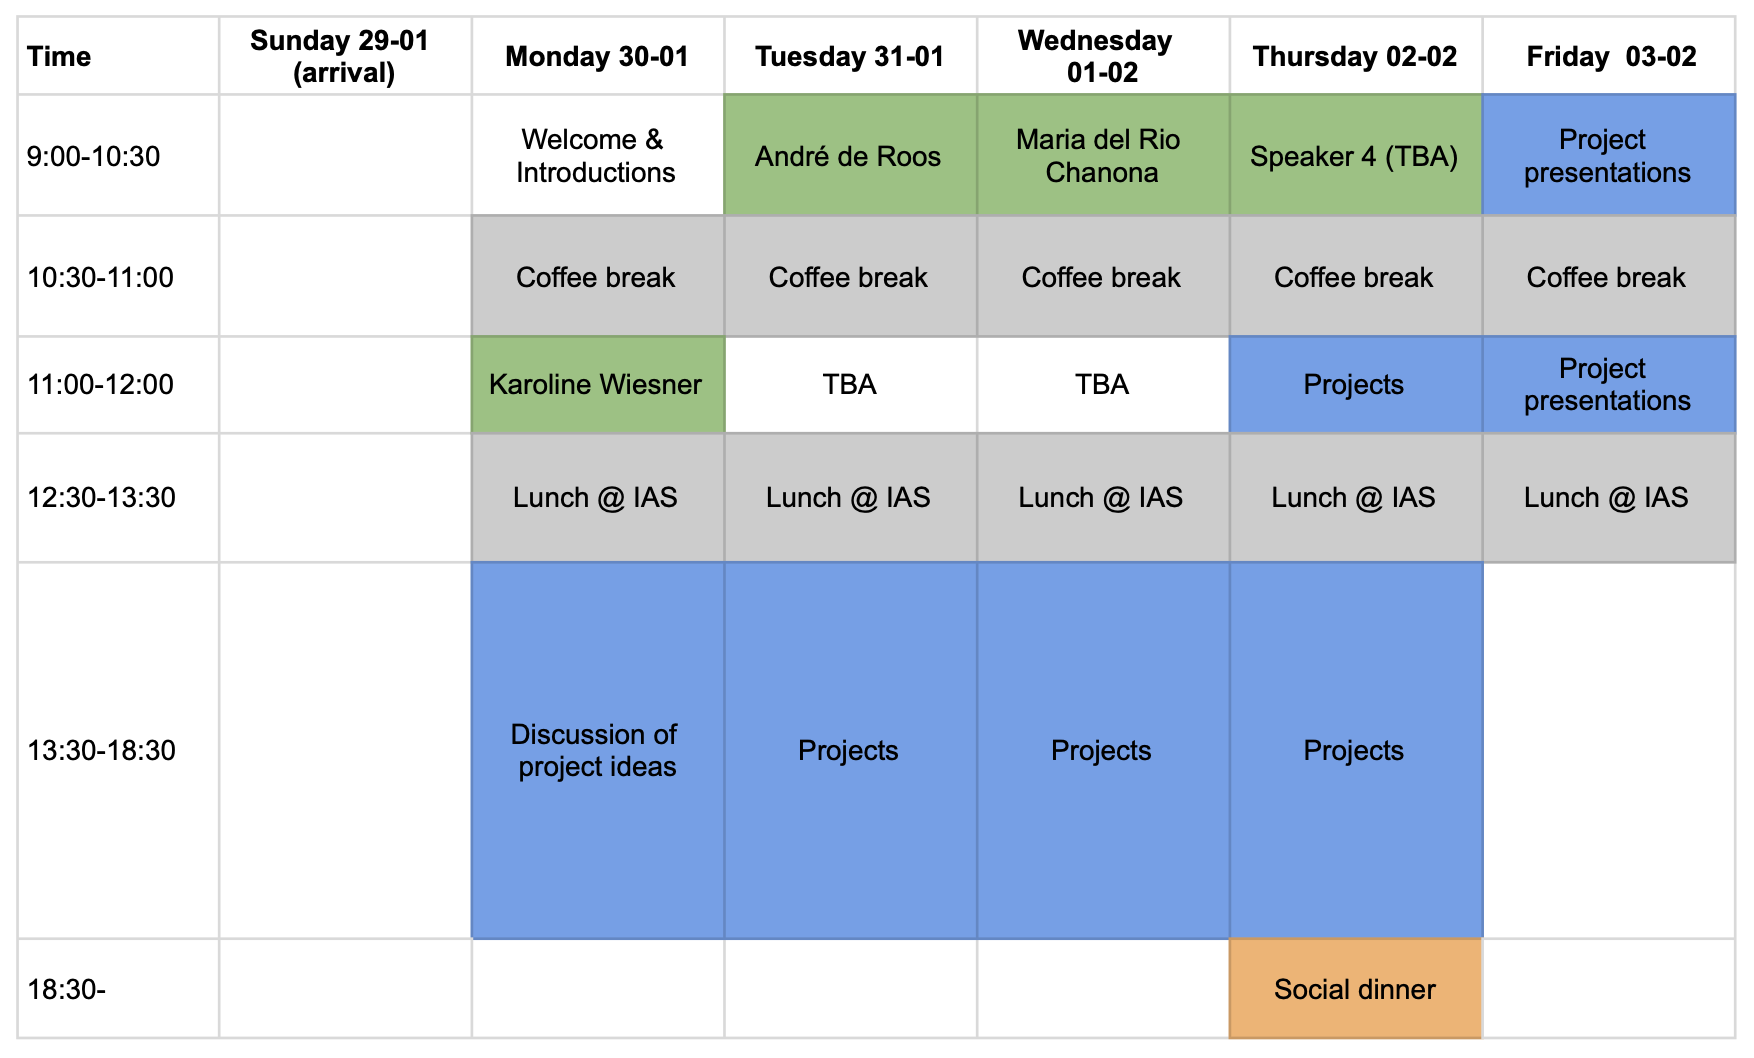 Time
Sunday 29-01
(arrival)
Monday 30-01
Tuesday 31-01
Wednesday
01-02
Thursday 02-02
Friday  03-02
9:00-10:30
Welcome &
Introductions
André de Roos
Maria del Rio
Chanona
Speaker 4 (TBA)
Project
presentations
10:30-11:00
Coffee break
Coffee break
Coffee break
Coffee break
Coffee break
11:00-12:00
Karoline Wiesner
TBA
TBA
Projects
Project
presentations
12:30-13:30
Lunch @ IAS
Lunch @ IAS
Lunch @ IAS
Lunch @ IAS
Lunch @ IAS
13:30-18:30
Discussion of
project ideas
Projects
Projects
Projects
18:30-
Social dinner